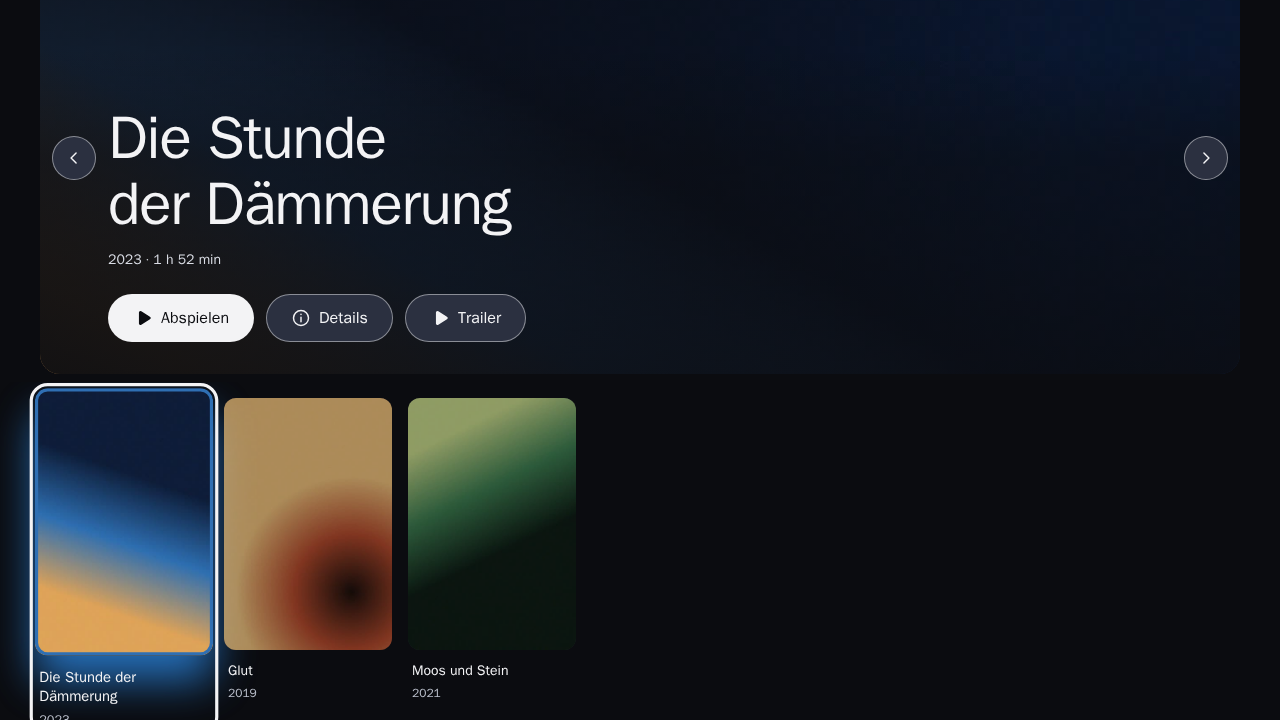 Die Stunde
der Dämmerung
2023 · 1 h 52 min
Abspielen
Details
Trailer
Die Stunde der
Dämmerung
2023
Glut
2019
Moos und Stein
2021